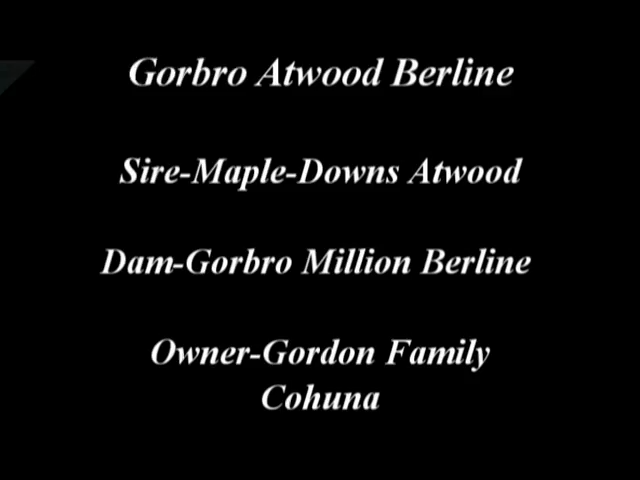 Gorbro Atwood Berline
Sire-Maple-Downs Atwood
Dam-Gorbro Million Berline
Owner-Gordon Family
Cohuna